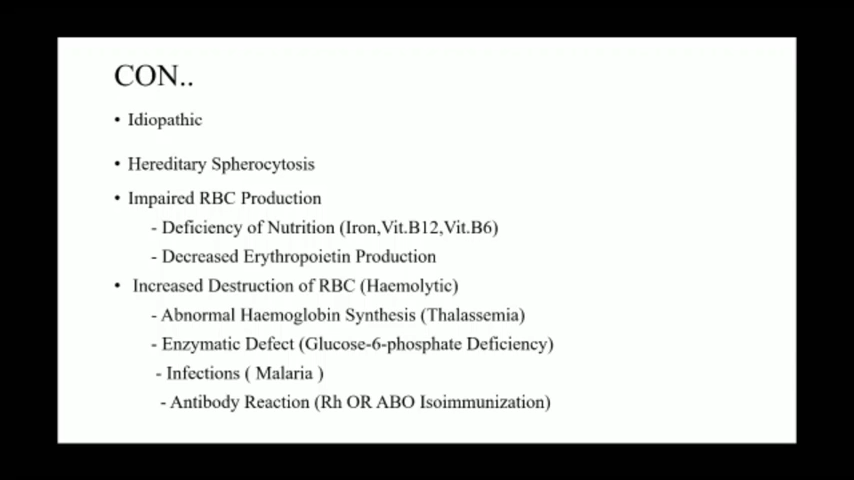 CON..
• Idiopathic
• Hereditary Spherocytosis
• Impaired RBC Production
- Deficiency of Nutrition (Iron,Vit.B12,Vit.B6)
- Decreased Erythropoietin Production
• Increased Destruction of RBC (Haemolytic)
- Abnormal Haemoglobin Synthesis (Thalassemia)
- Enzymatic Defect (Glucose-6-phosphate Deficiency)
- Infections ( Malaria )
- Antibody Reaction (Rh OR ABO Isoimmunization)